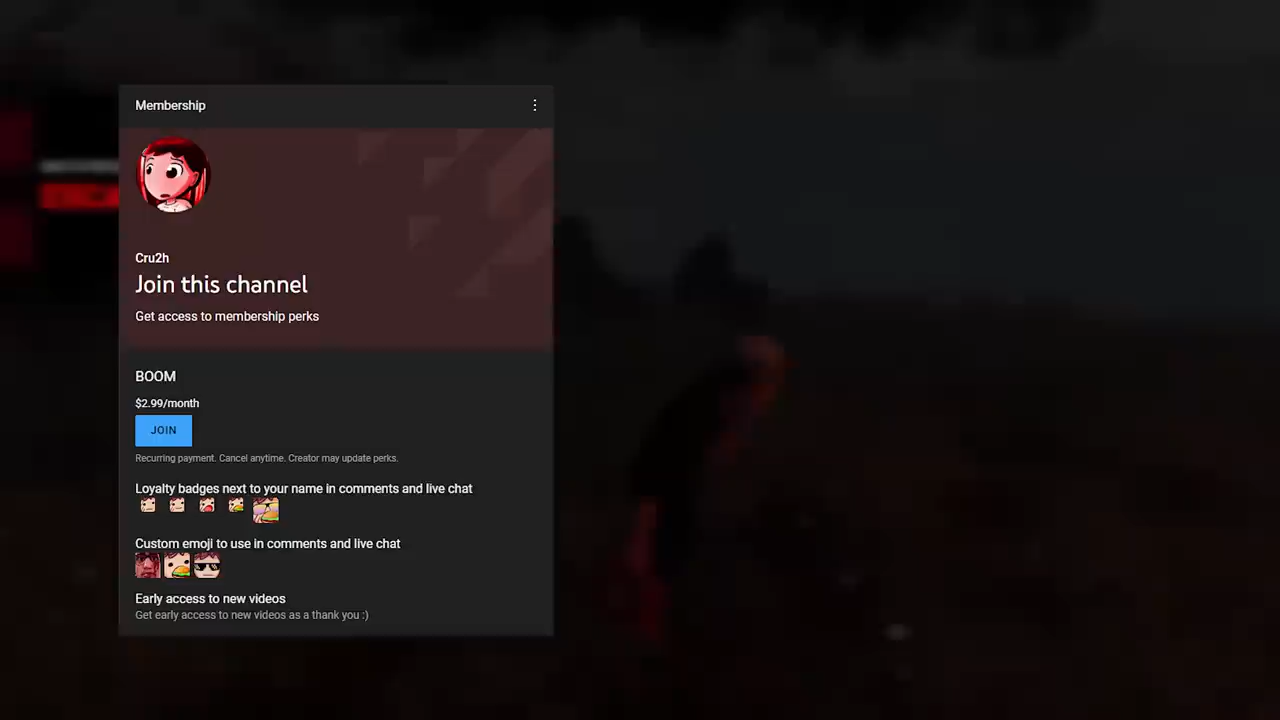 Membership
Cru2h
Join this channel
Get access to membership perks
BOOM
$2.99/month
JOIN
Recurring payment. Cancel anytime. Creator may update perks.
Loyalty badges next to your name in comments and live chat
Custom emoji to use in comments and live chat
Early access to new videos
Get early access to new videos as a thank you :)